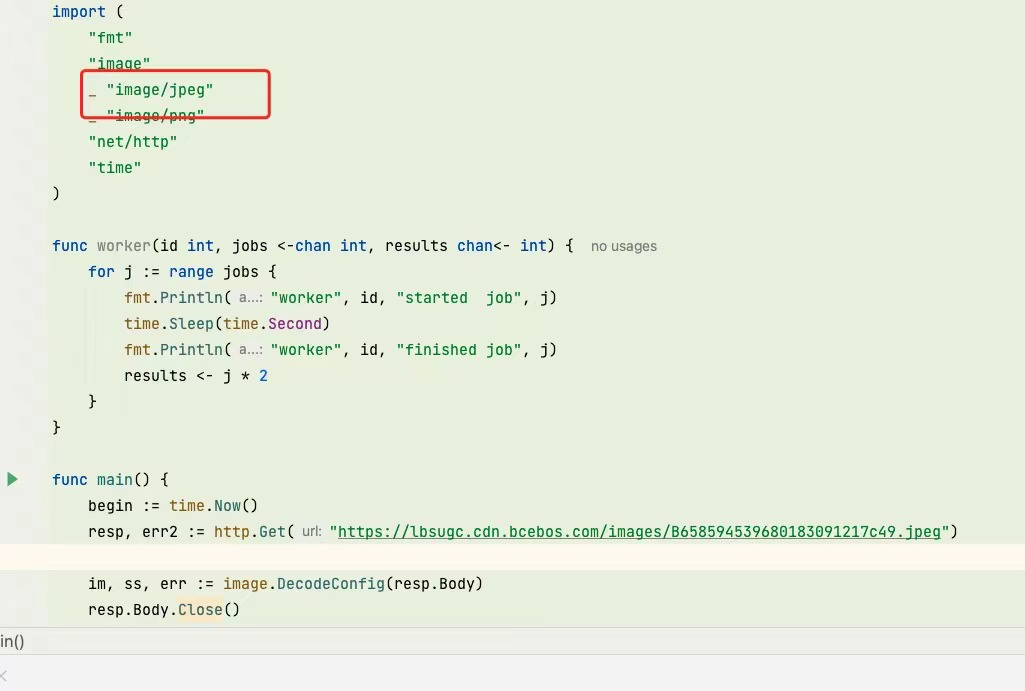 import (
"fmt"
"image"
_ "image/jpeg"
_ "image/png"
"net/http"
"time"
)
func worker(id int, jobs <-chan int, results chan<- int) { no usages
for j := range jobs {
fmt.Println( a...: "worker", id, "started  job", j)
time.Sleep(time.Second)
fmt.Println( a...: "worker", id, "finished job", j)
results <- j * 2
}
}
func main() {
begin := time.Now()
resp, err2 := http.Get( url: "https://lbsugc.cdn.bcebos.com/images/B658594539680183091217c49.jpeg")
im, ss, err := image.DecodeConfig(resp.Body)
resp.Body.Close()
in()